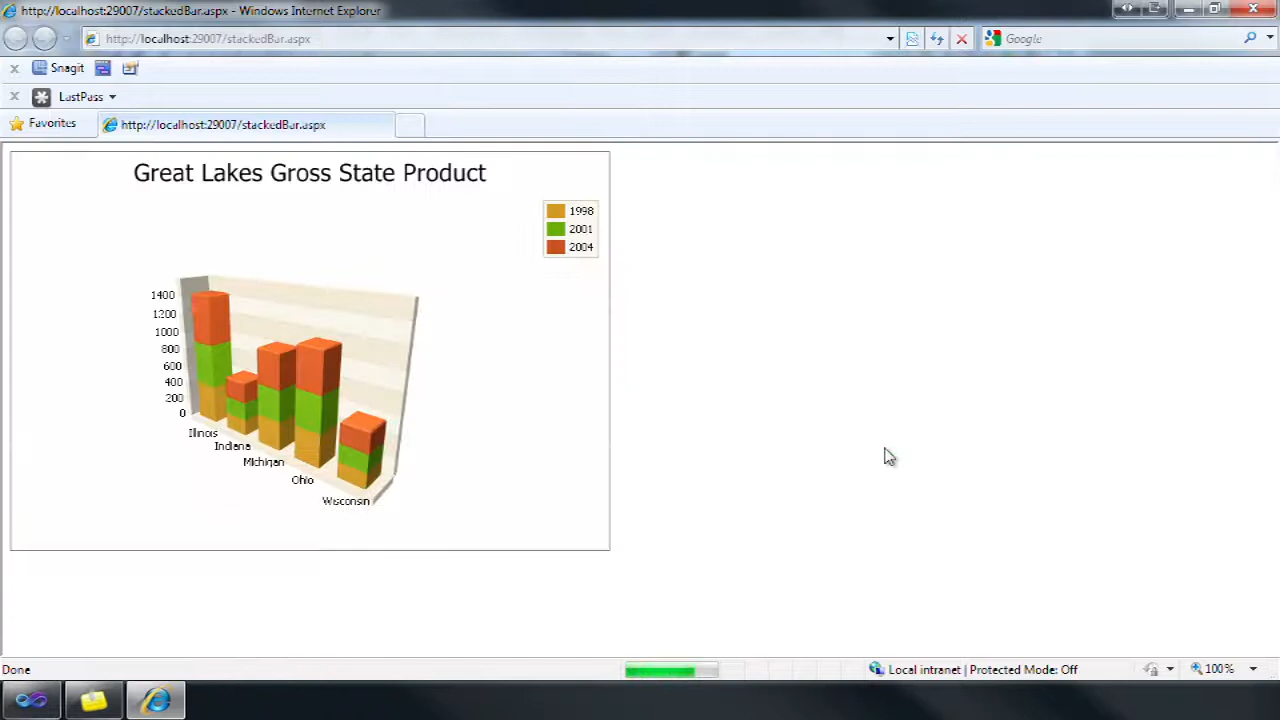 http://localhost:29007/stackedBar.aspx - Windows Internet Explorer
http://localhost:29007/stackedBar.aspx
Google
x Snagit
x LastPass
Favorites
http://localhost:29007/stackedBar.aspx
Great Lakes Gross State Product
1998
2001
2004
1400
1200
1000
800
600
400
200
0
Illinois
Indiana
Michigan
Ohio
Wisconsin
Done
Local intranet | Protected Mode: Off
100%